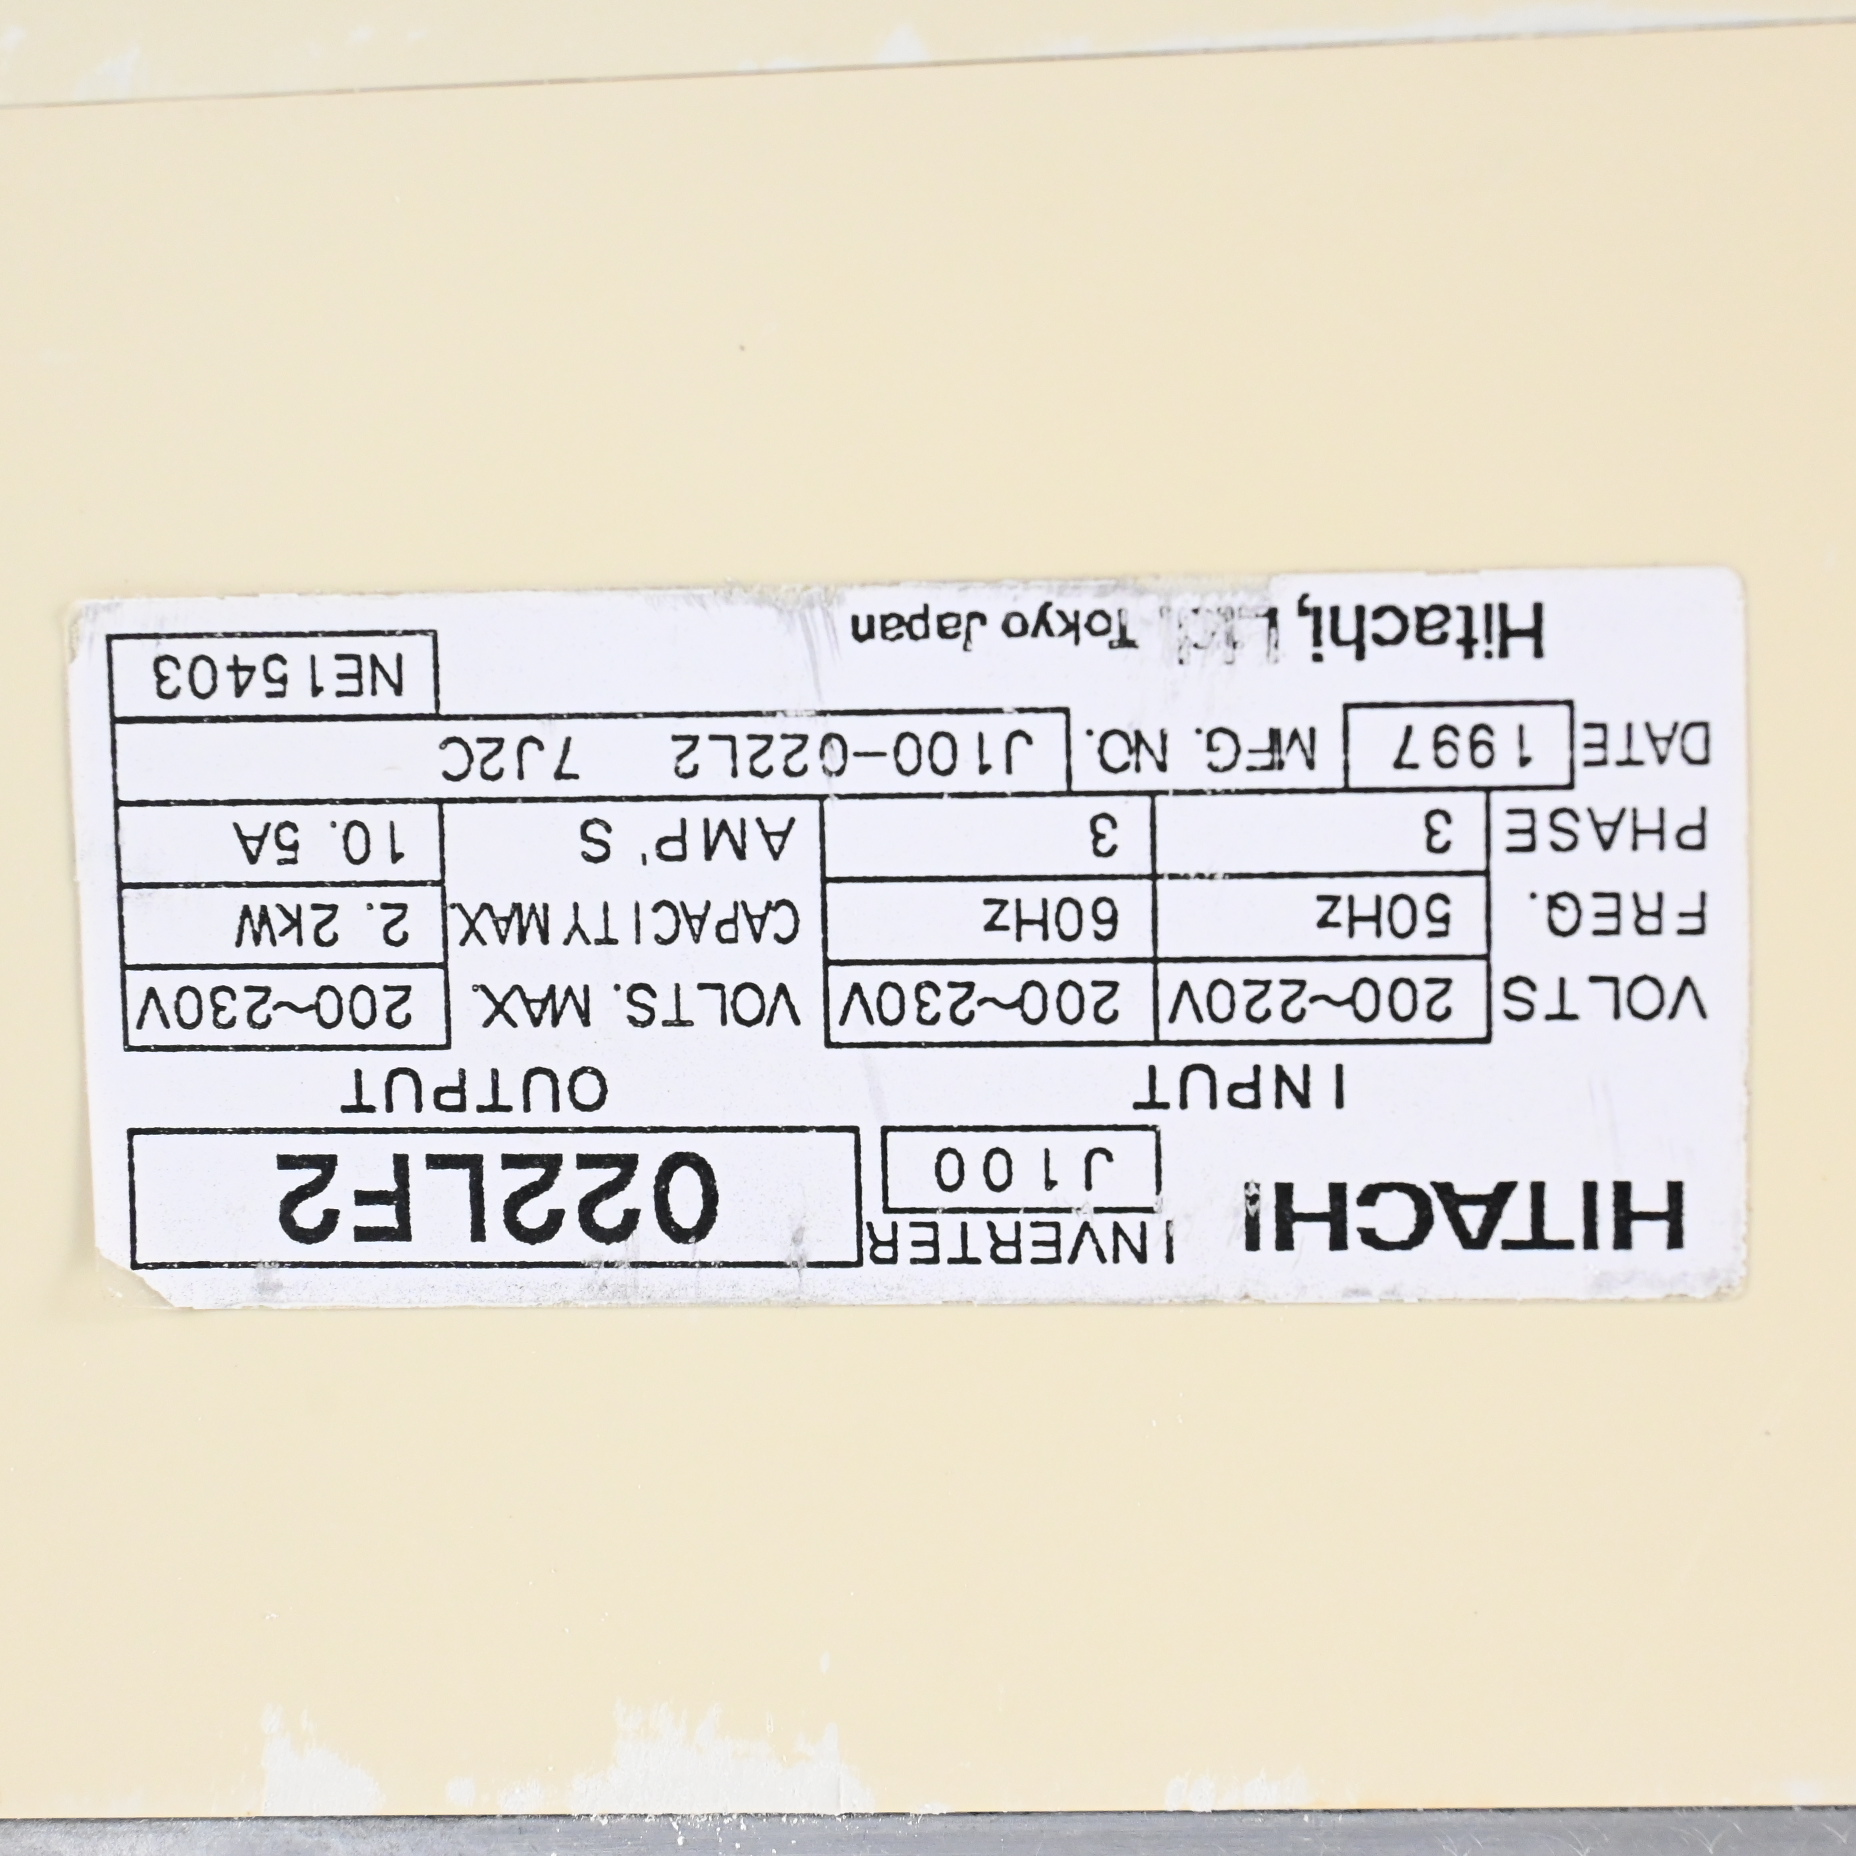 HITACHI INVERTER J100 022LF2
INPUT OUTPUT
VOLTS 200~220V 200~230V VOLTS. MAX. 200~230V
FREQ. 50Hz 60Hz CAPACITY MAX. 2. 2kW
PHASE 3 3 AMP'S 10. 5A
DATE 1997 MFG. NO. J100-022L2 7J2C
Hitachi, Ltd. Tokyo Japan NE15403